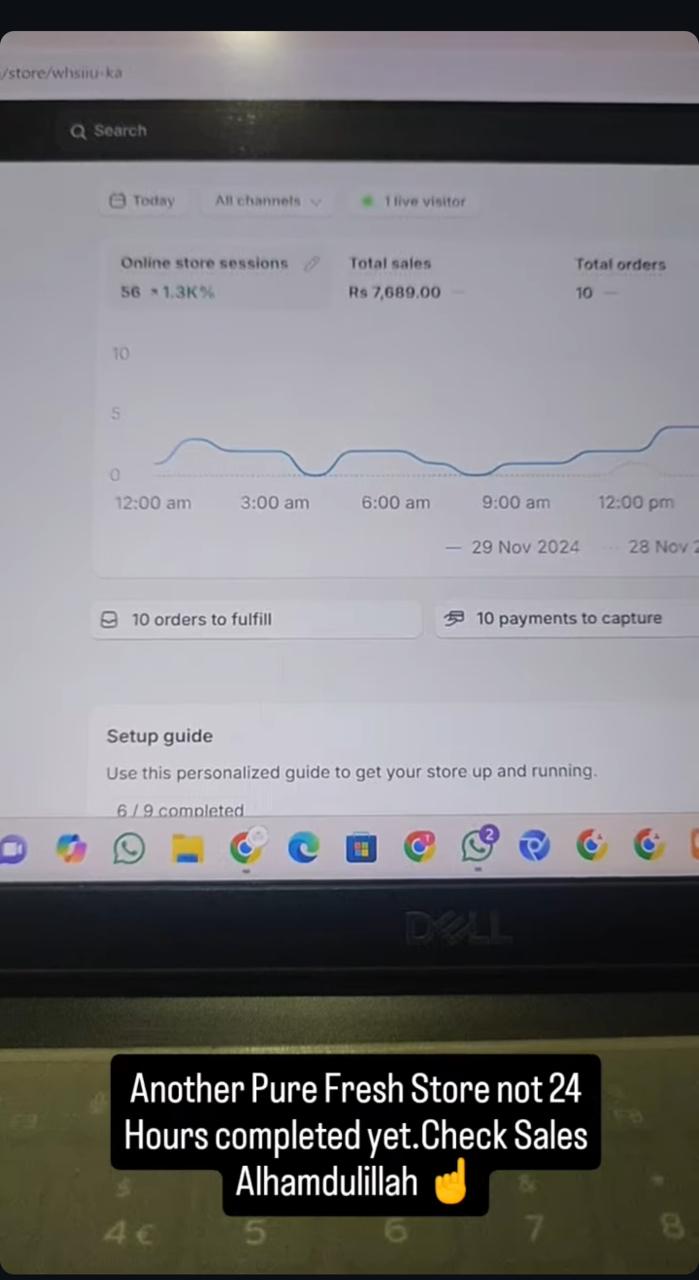 /store/whsiiu-ka
Search
Today All channels 1 live visitor
Online store sessions Total sales Total orders
56 1.3K% Rs 7,689.00 — 10 —
10
5
0
12:00 am 3:00 am 6:00 am 9:00 am 12:00 pm
29 Nov 2024 28 Nov 2
10 orders to fulfill 10 payments to capture
Setup guide
Use this personalized guide to get your store up and running.
6 / 9 completed
2
DELL
Another Pure Fresh Store not 24
Hours completed yet.Check Sales
Alhamdulillah ☝️
$ &
4 € 5 6 7 8